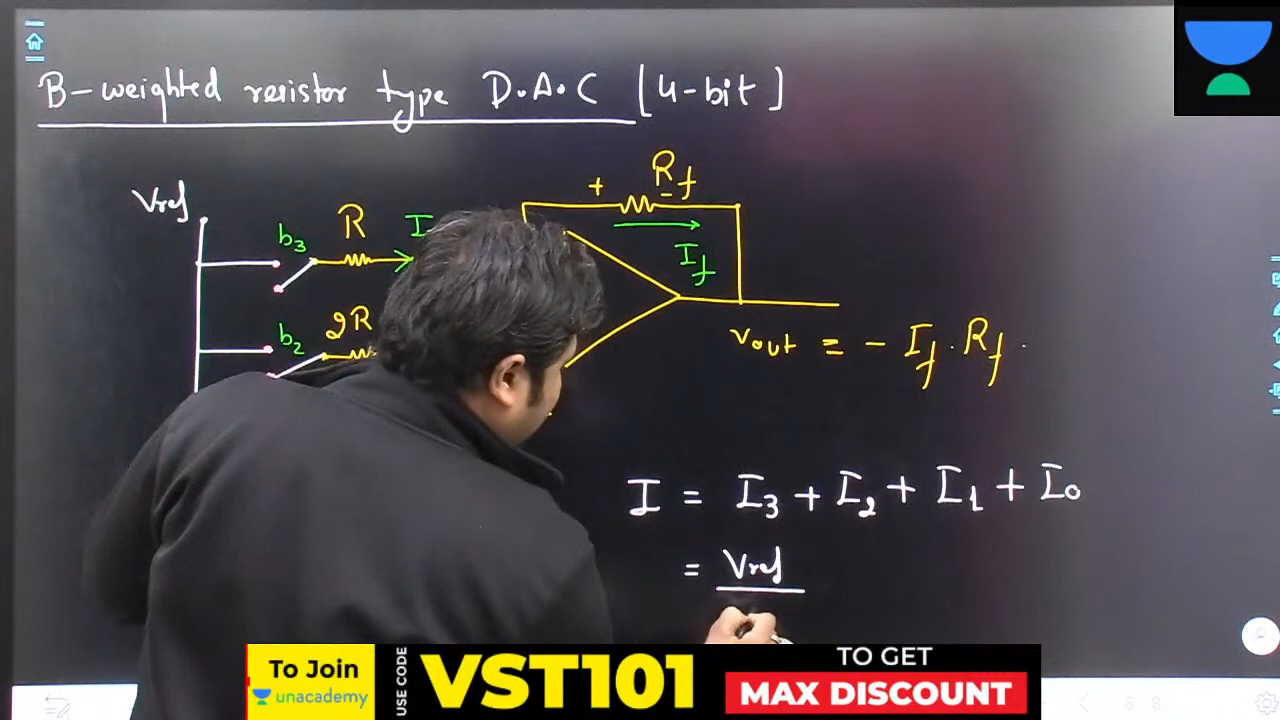 B-weighted resistor type D.A.C [4-bit]
Vref
b3
R
I
+
Rf
-
If
b2
2R
Vout = - If . Rf .
I = I3 + I2 + I1 + I0
= Vref
To Join
unacademy
USE CODE
VST101
TO GET
MAX DISCOUNT